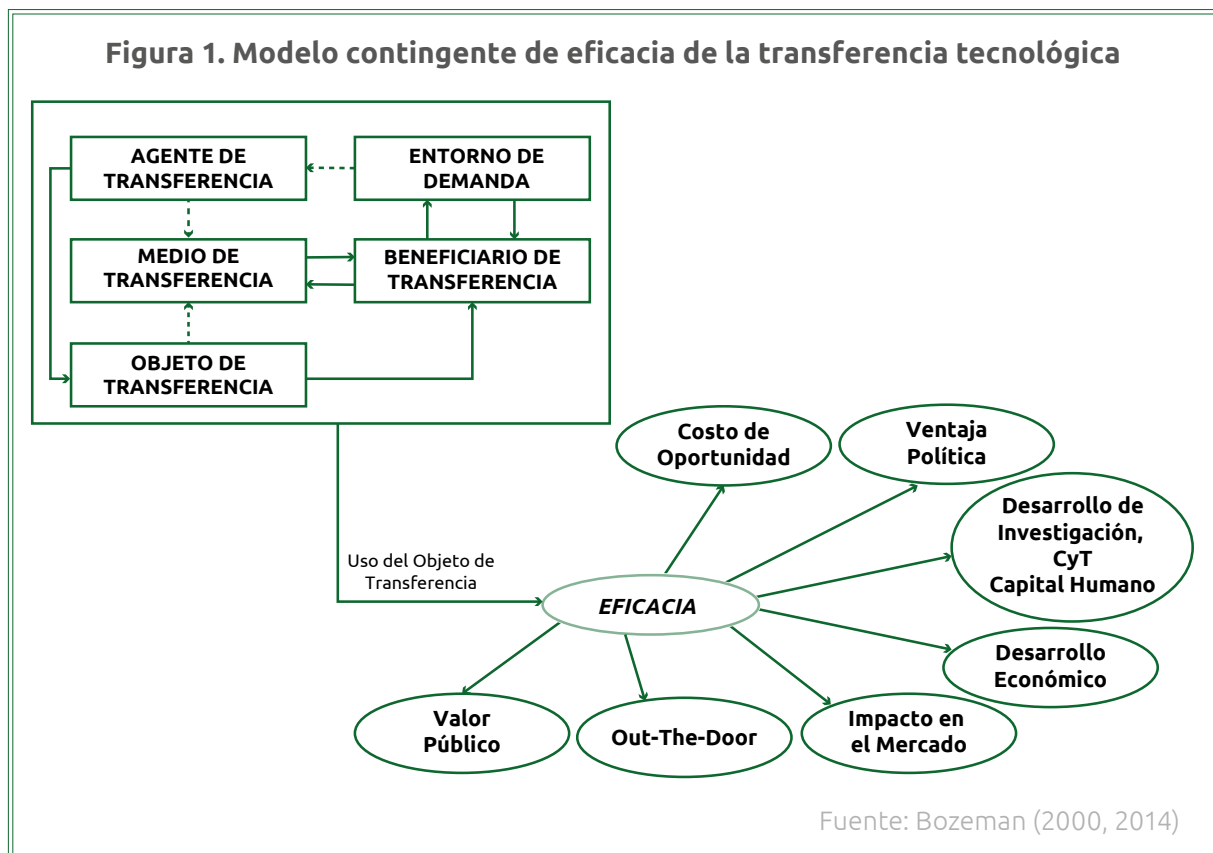 Figura 1. Modelo contingente de eficacia de la transferencia tecnológica
AGENTE DE
TRANSFERENCIA
ENTORNO DE
DEMANDA
MEDIO DE
TRANSFERENCIA
BENEFICIARIO DE
TRANSFERENCIA
OBJETO DE
TRANSFERENCIA
Costo de
Oportunidad
Ventaja
Política
Desarrollo de
Investigación,
CyT
Capital Humano
Uso del Objeto de
Transferencia
EFICACIA
Desarrollo
Económico
Valor
Público
Out-The-Door
Impacto en
el Mercado
Fuente: Bozeman (2000, 2014)